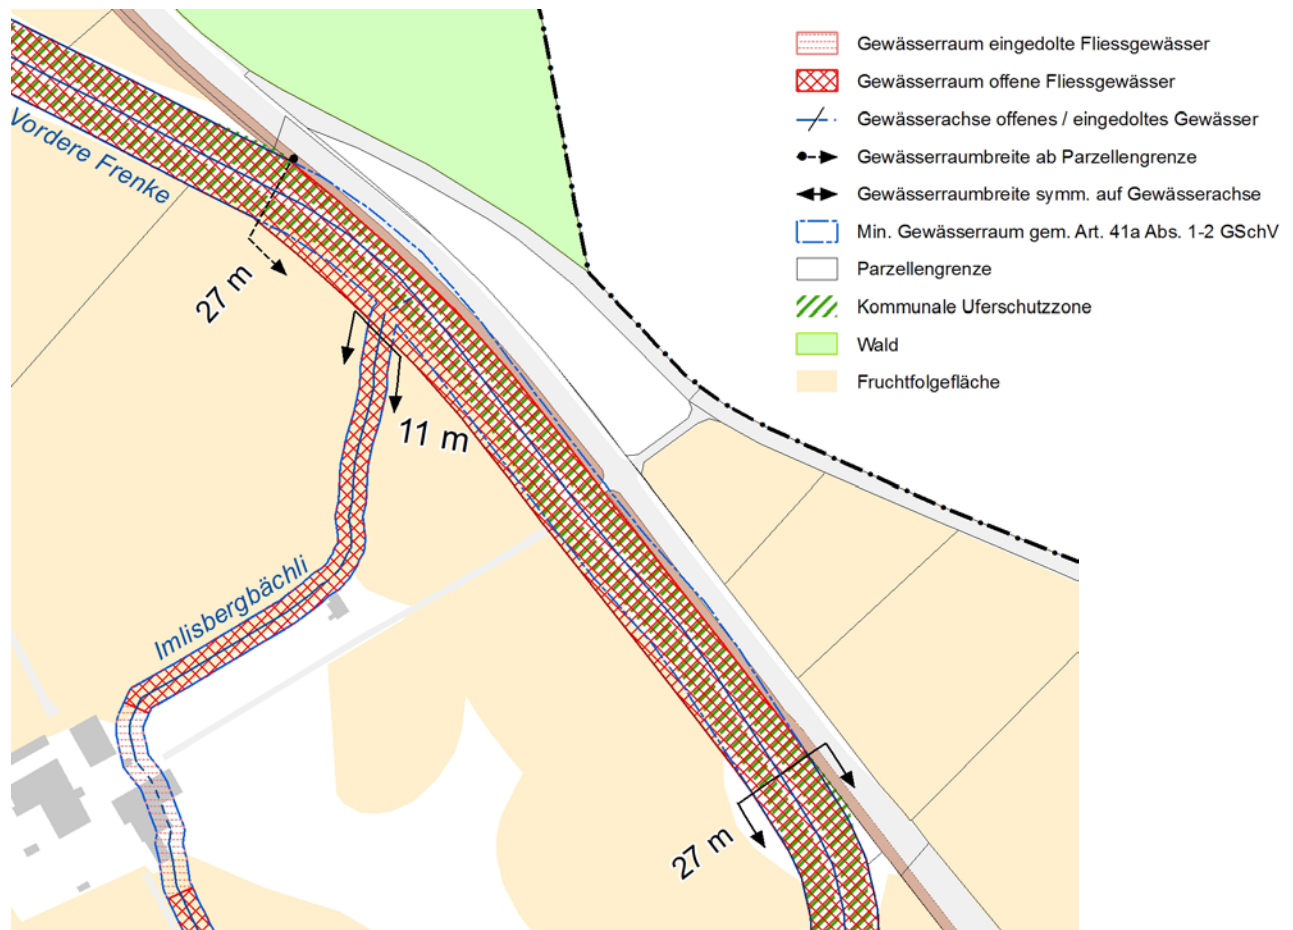 Gewässerraum eingedolte Fliessgewässer
Gewässerraum offene Fliessgewässer
Gewässerachse offenes / eingedoltes Gewässer
Gewässerraumbreite ab Parzellengrenze
Gewässerraumbreite symm. auf Gewässerachse
Min. Gewässerraum gem. Art. 41a Abs. 1-2 GSchV
Parzellengrenze
Kommunale Uferschutzzone
Wald
Fruchtfolgefläche
Vordere Frenke
27 m
11 m
Imlisbergbächli
27 m